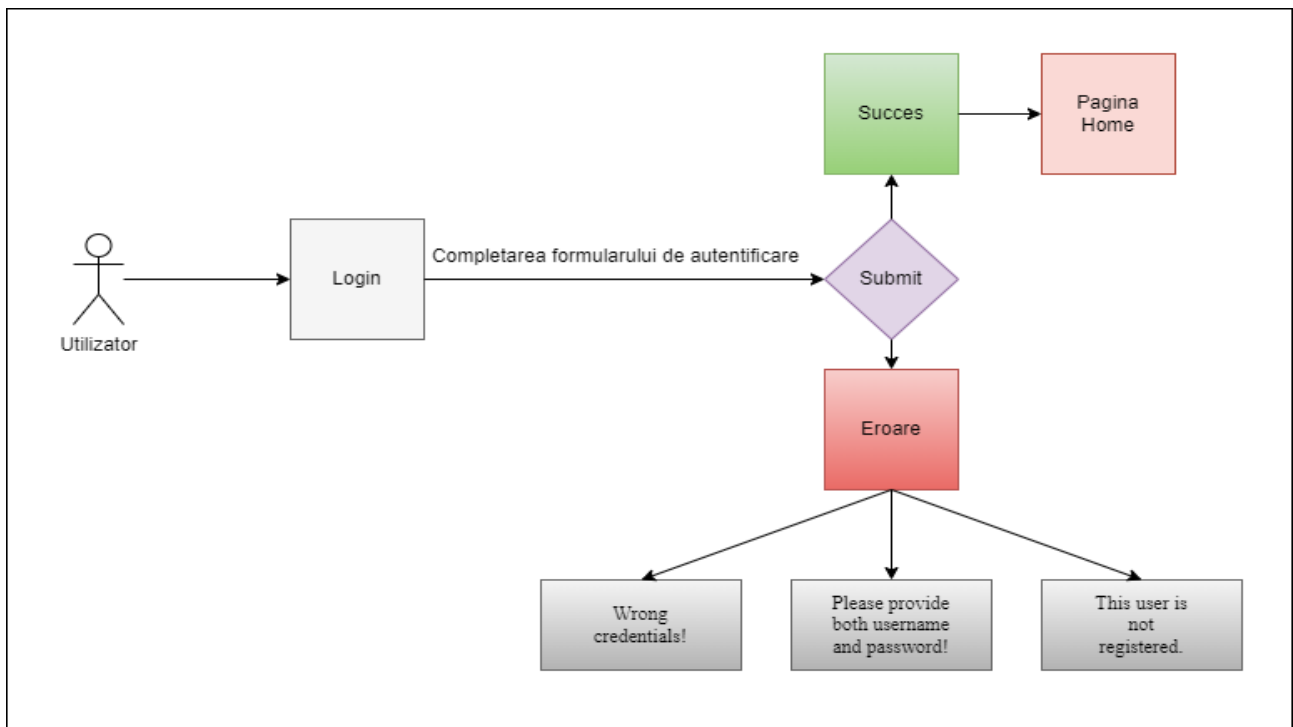 Succes
Pagina
Home
Completarea formularului de autentificare
Login
Submit
Utilizator
Eroare
Wrong
credentials!
Please provide
both username
and password!
This user is
not
registered.